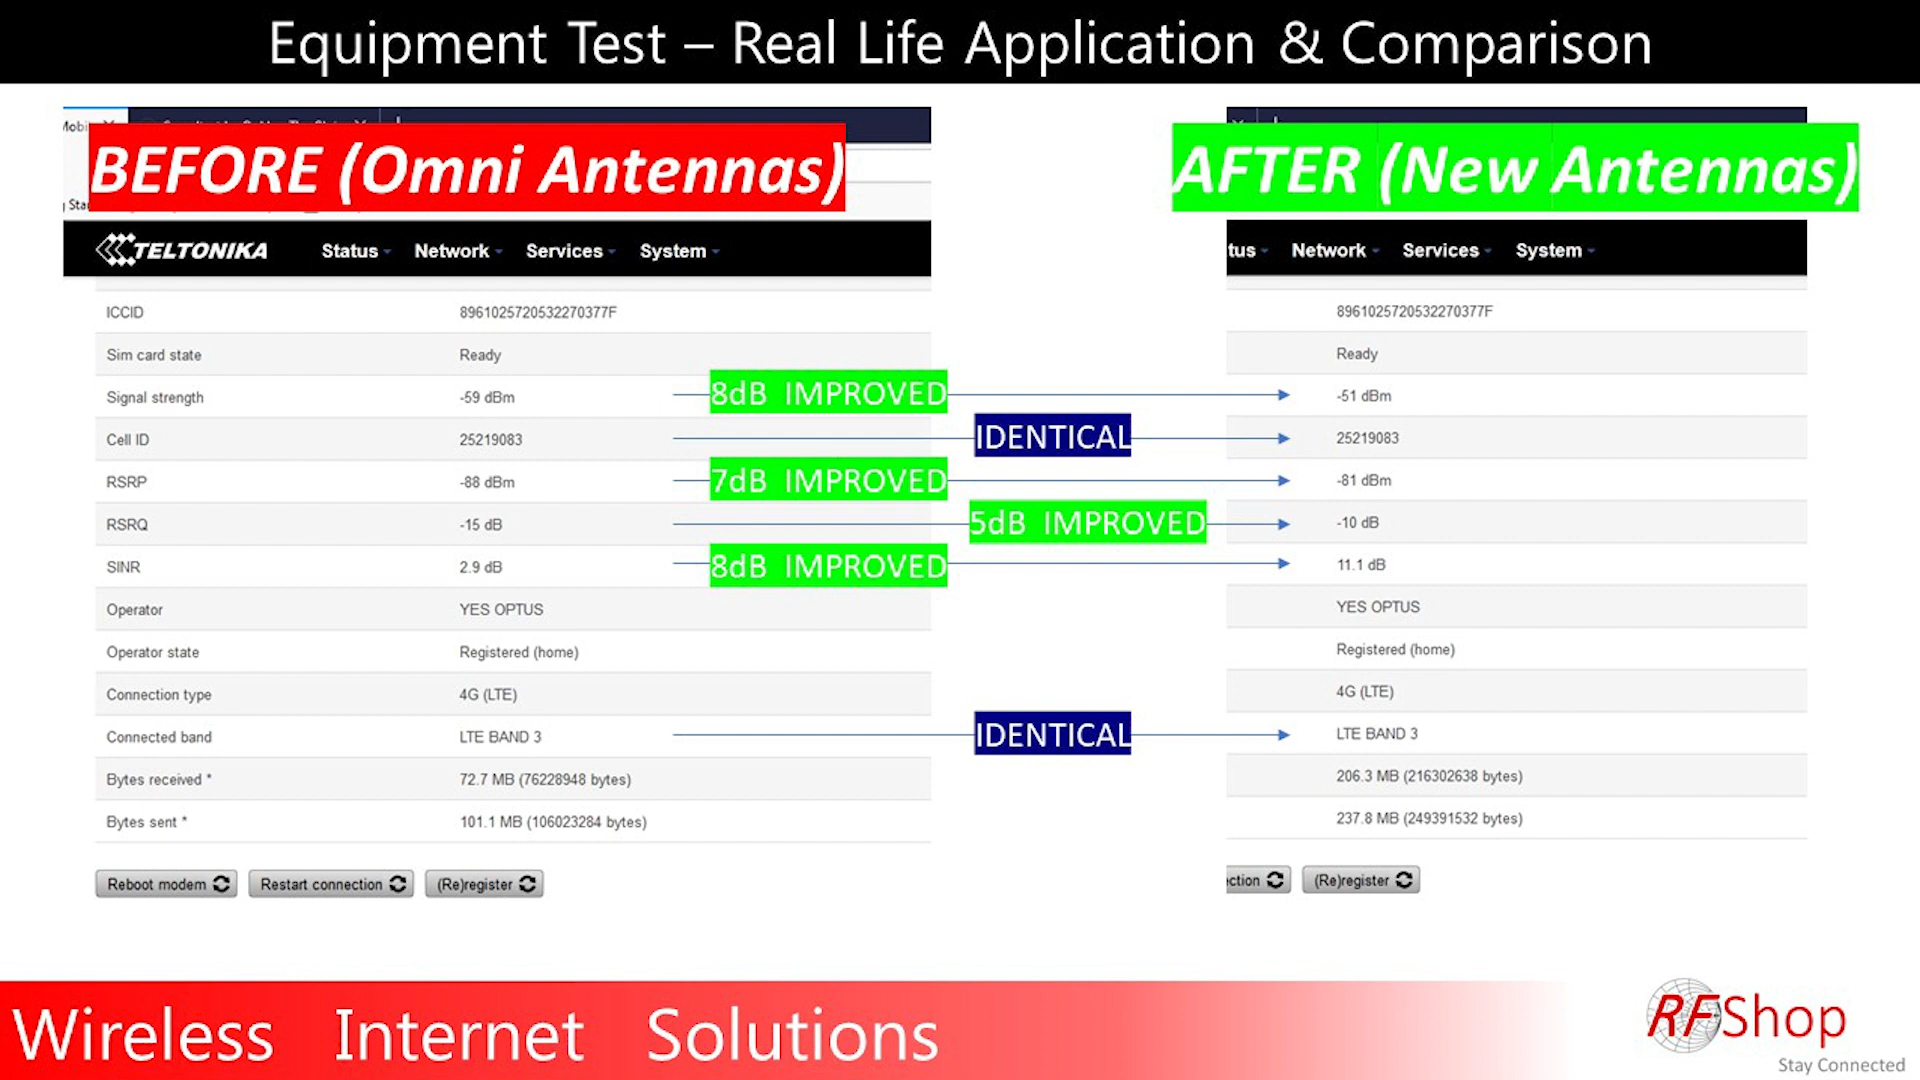 Equipment Test – Real Life Application & Comparison
BEFORE (Omni Antennas)
AFTER (New Antennas)
TELTONIKA Status Network Services System
tus Network Services System
ICCID 8961025720532270377F 8961025720532270377F
Sim card state Ready Ready
Signal strength -59 dBm 8dB IMPROVED -51 dBm
Cell ID 25219083 IDENTICAL 25219083
RSRP -88 dBm 7dB IMPROVED -81 dBm
RSRQ -15 dB 5dB IMPROVED -10 dB
SINR 2.9 dB 8dB IMPROVED 11.1 dB
Operator YES OPTUS YES OPTUS
Operator state Registered (home) Registered (home)
Connection type 4G (LTE) 4G (LTE)
Connected band LTE BAND 3 IDENTICAL LTE BAND 3
Bytes received * 72.7 MB (76228948 bytes) 206.3 MB (216302638 bytes)
Bytes sent * 101.1 MB (106023284 bytes) 237.8 MB (249391532 bytes)
Reboot modem Restart connection (Re)register ction (Re)register
Wireless Internet Solutions
RFShop
Stay Connected